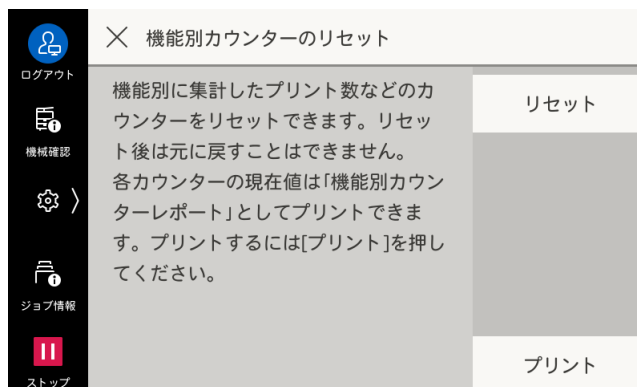 ログアウト
機械確認
ジョブ情報
ストップ
機能別カウンターのリセット
機能別に集計したプリント数などのカ
ウンターをリセットできます。リセッ
ト後は元に戻すことはできません。
各カウンターの現在値は「機能別カウン
ターレポート」としてプリントできま
す。プリントするには[プリント]を押し
てください。
リセット
プリント